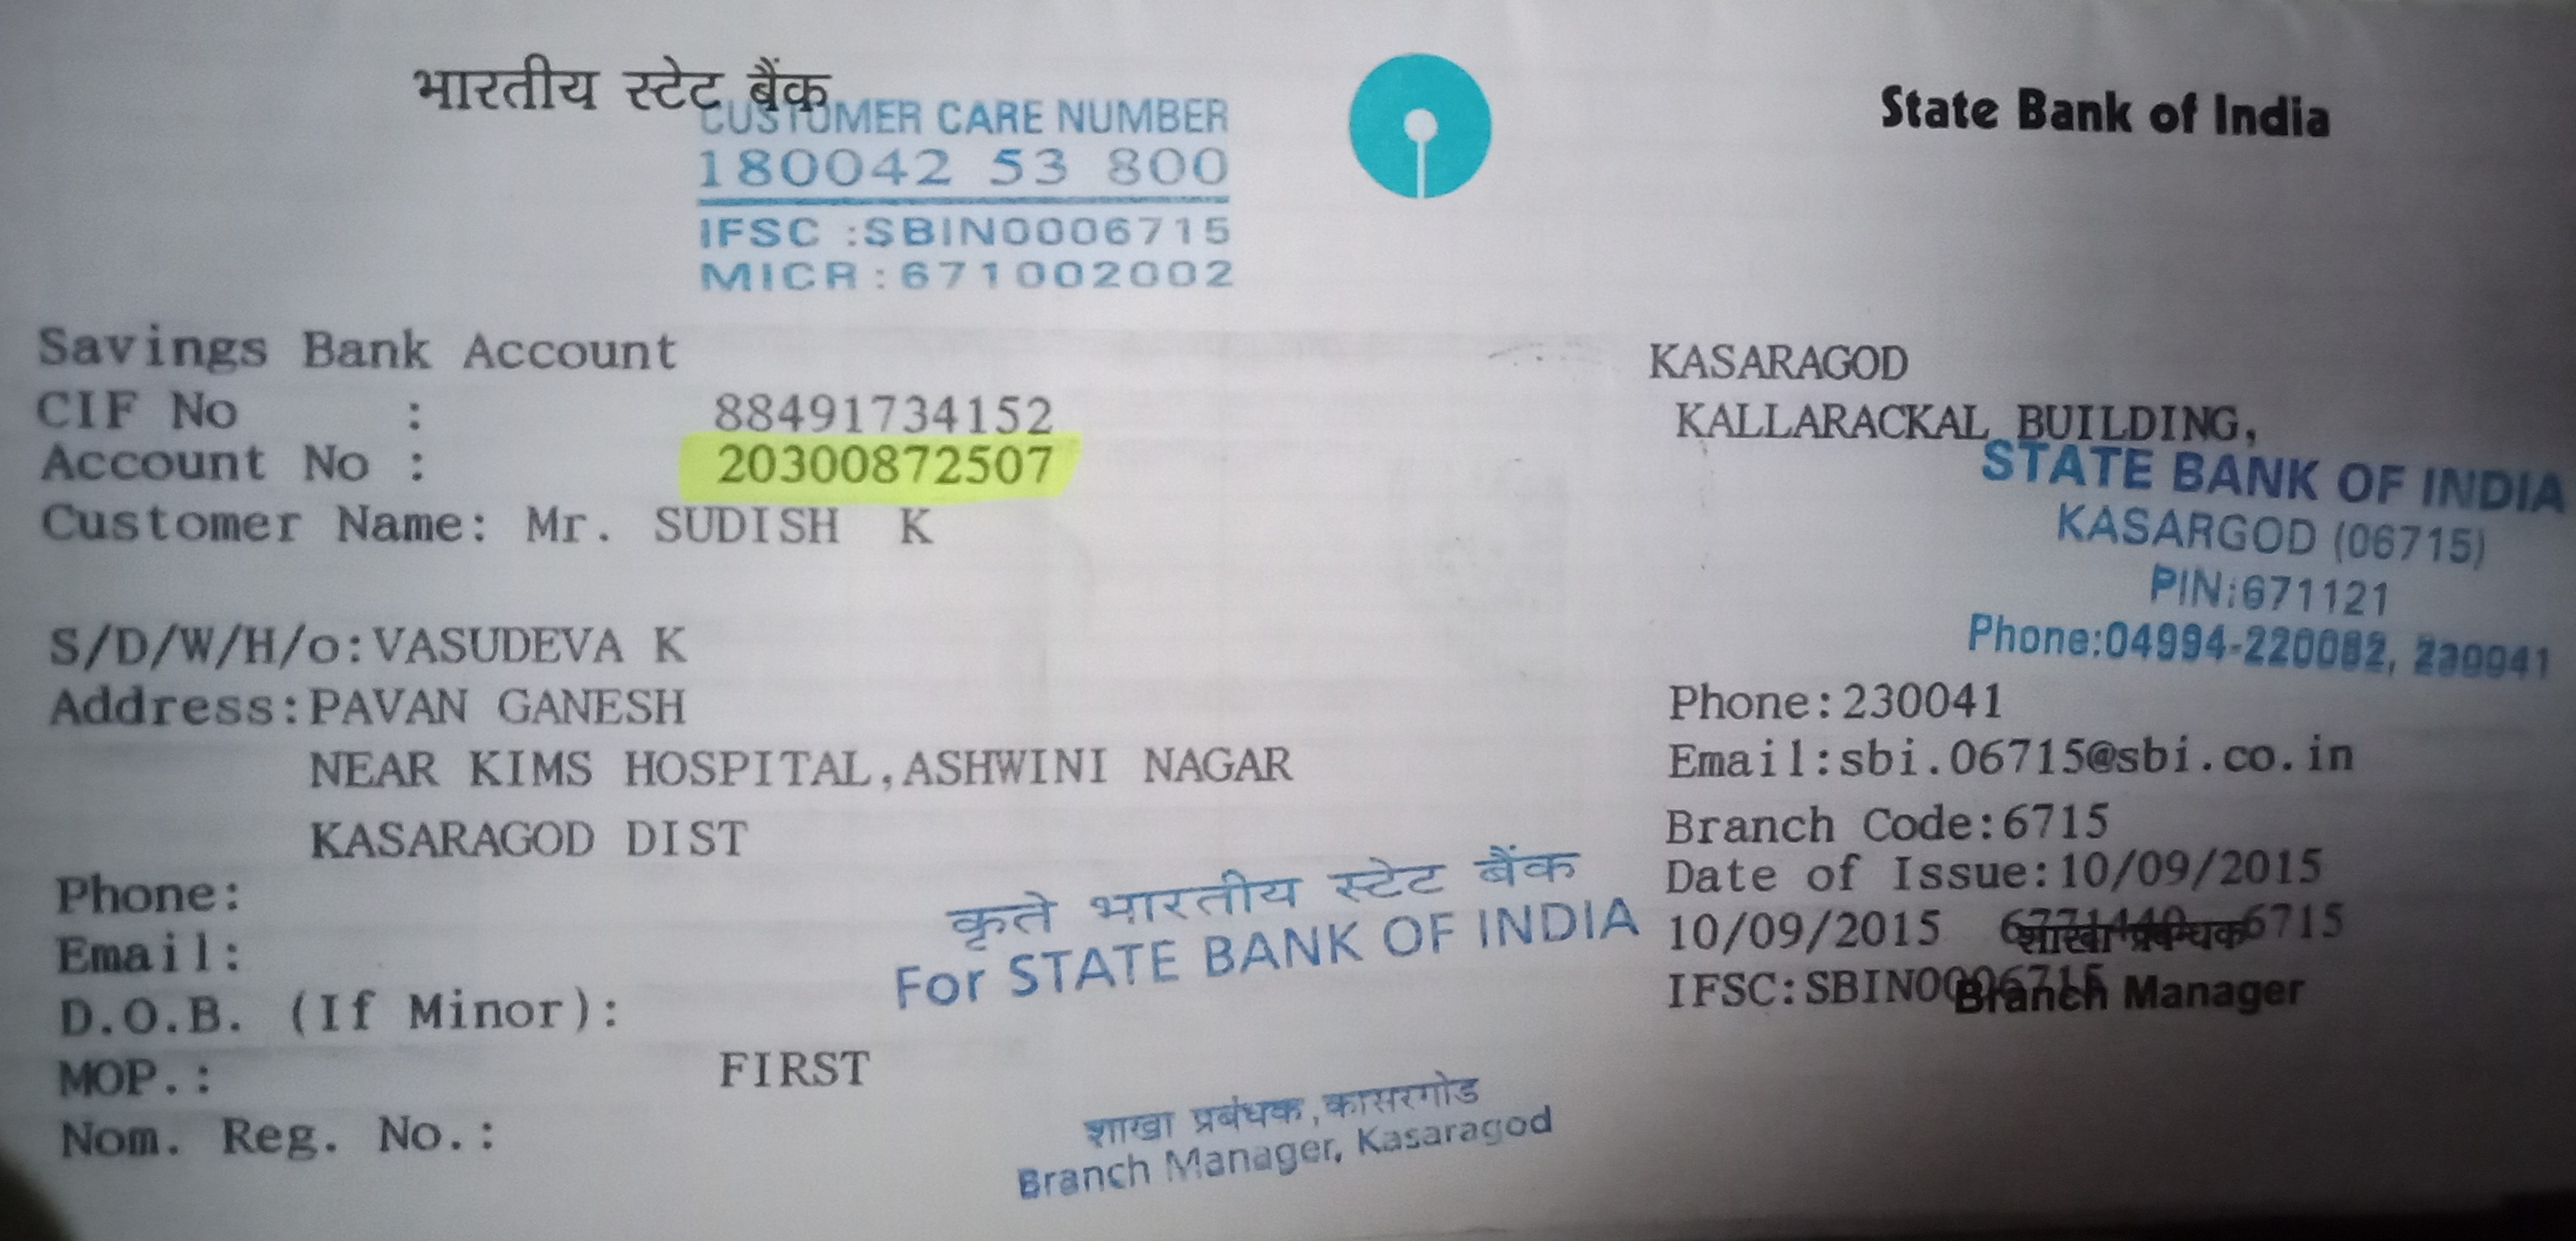 भारतीय स्टेट बैंक
State Bank of India
CUSTOMER CARE NUMBER
180042 53 800
IFSC :SBIN0006715
MICR:671002002
Savings Bank Account
CIF No : 88491734152
Account No : 20300872507
Customer Name: Mr. SUDISH K
S/D/W/H/o:VASUDEVA K
Address:PAVAN GANESH
NEAR KIMS HOSPITAL,ASHWINI NAGAR
KASARAGOD DIST
Phone:
Email:
D.O.B. (If Minor):
MOP.: FIRST
Nom. Reg. No.:
KASARAGOD
KALLARACKAL BUILDING,
STATE BANK OF INDIA
KASARGOD (06715)
PIN:671121
Phone:04994-220082, 230041
Phone:230041
Email:sbi.06715@sbi.co.in
Branch Code:6715
Date of Issue:10/09/2015
10/09/2015 6715
शाखा प्रबन्धक
IFSC:SBIN0006715
Branch Manager
कृते भारतीय स्टेट बैंक
For STATE BANK OF INDIA
शाखा प्रबंधक,कासरगोड
Branch Manager, Kasaragod